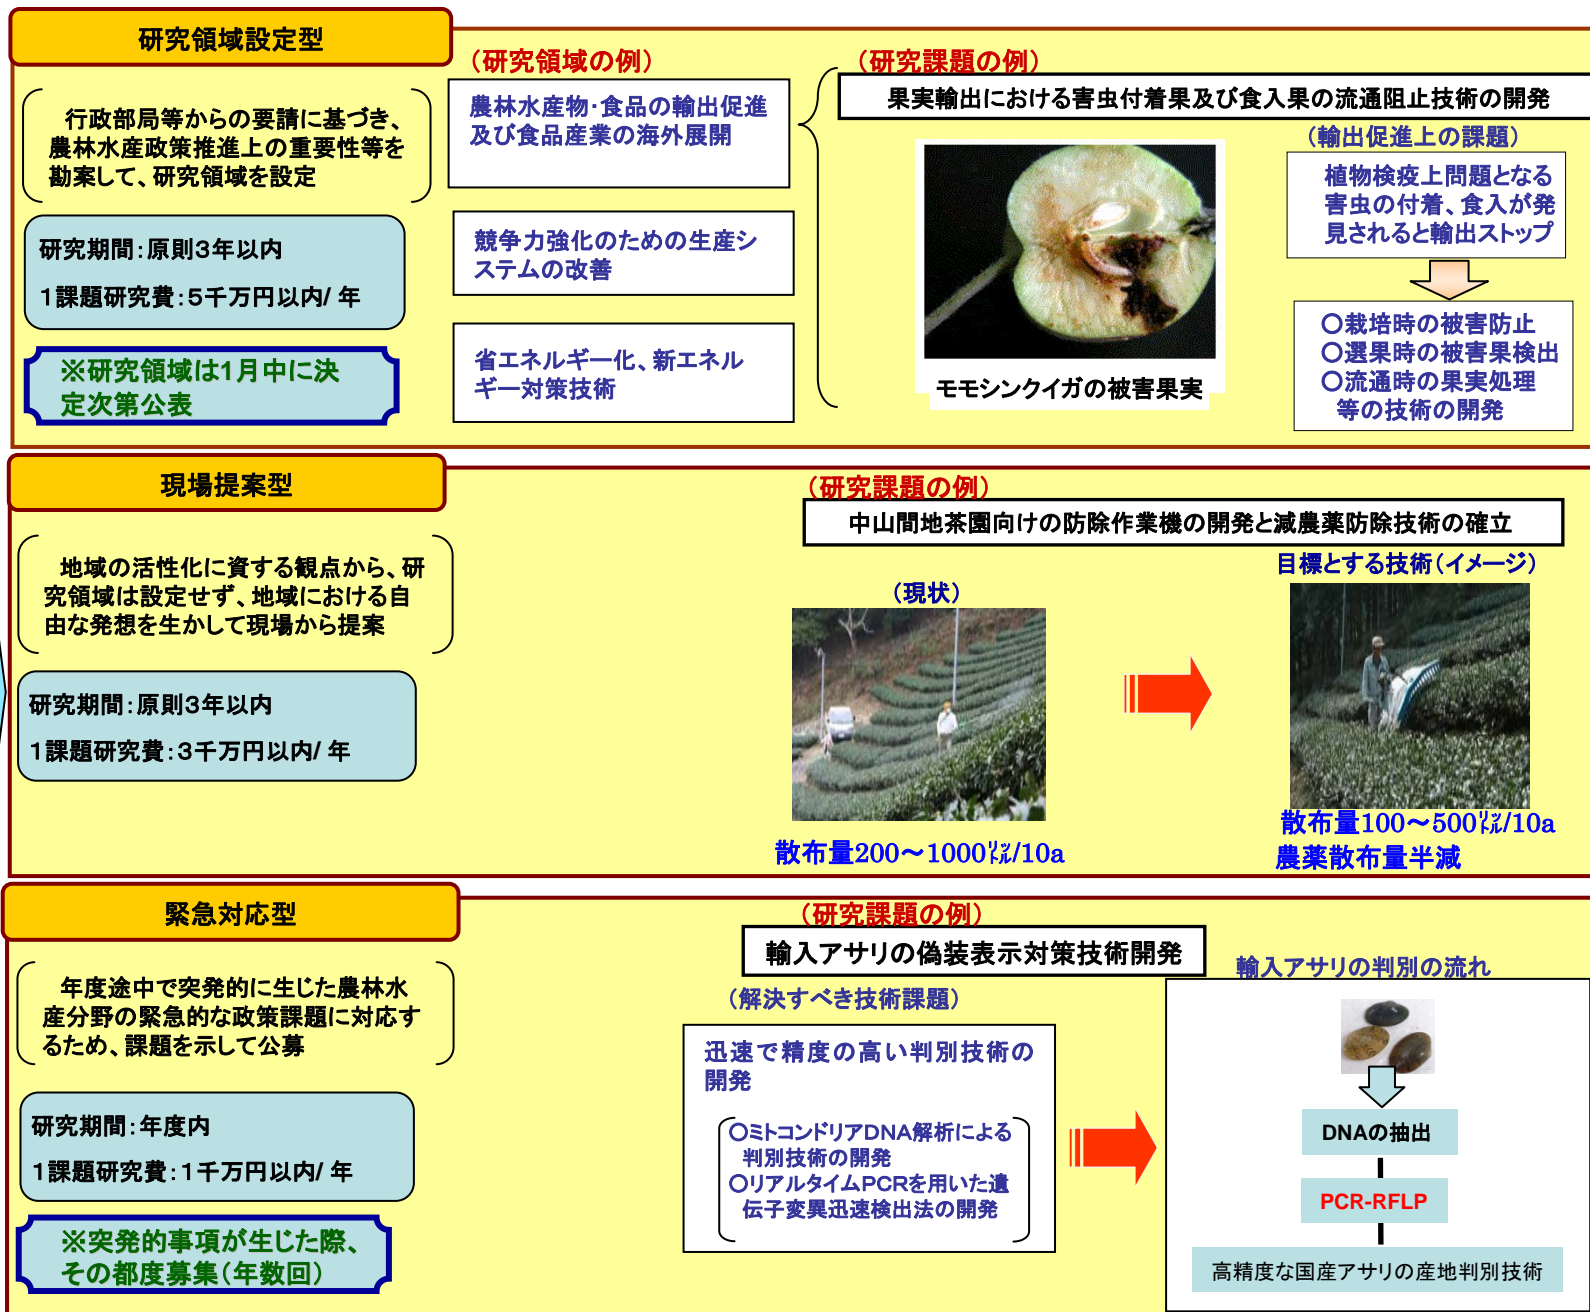 研究領域設定型
行政部局等からの要請に基づき、
農林水産政策推進上の重要性等を
勘案して、研究領域を設定
研究期間：原則3年以内
1課題研究費：5千万円以内/ 年
※研究領域は1月中に決
定次第公表
（研究領域の例）
農林水産物・食品の輸出促進
及び食品産業の海外展開
競争力強化のための生産シ
ステムの改善
省エネルギー化、新エネル
ギー対策技術
（研究課題の例）
果実輸出における害虫付着果及び食入果の流通阻止技術の開発
モモシンクイガの被害果実
（輸出促進上の課題）
植物検疫上問題となる
害虫の付着、食入が発
見されると輸出ストップ
〇栽培時の被害防止
〇選果時の被害果検出
〇流通時の果実処理
等の技術の開発
現場提案型
地域の活性化に資する観点から、研
究領域は設定せず、地域における自
由な発想を生かして現場から提案
研究期間：原則3年以内
1課題研究費：3千万円以内/ 年
（研究課題の例）
中山間地茶園向けの防除作業機の開発と減農薬防除技術の確立
（現状）
散布量200～1000㍑/10a
目標とする技術（イメージ）
散布量100～500㍑/10a
農薬散布量半減
緊急対応型
年度途中で突発的に生じた農林水
産分野の緊急的な政策課題に対応す
るため、課題を示して公募
研究期間：年度内
1課題研究費：1千万円以内/ 年
※突発的事項が生じた際、
その都度募集（年数回）
（研究課題の例）
輸入アサリの偽装表示対策技術開発
（解決すべき技術課題）
迅速で精度の高い判別技術の
開発
〇ミトコンドリアDNA解析による
判別技術の開発
〇リアルタイムPCRを用いた遺
伝子変異迅速検出法の開発
輸入アサリの判別の流れ
DNAの抽出
PCR-RFLP
高精度な国産アサリの産地判別技術